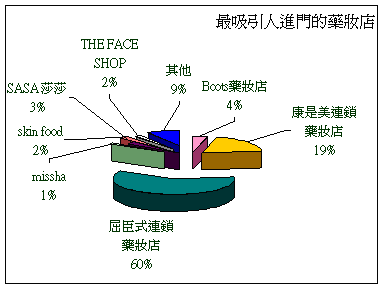 最吸引人進門的藥妝店
THE FACE
SHOP
2%
其他
9%
Boots藥妝店
4%
康是美連鎖
藥妝店
19%
SASA莎莎
3%
skin food
2%
missha
1%
屈臣式連鎖
藥妝店
60%